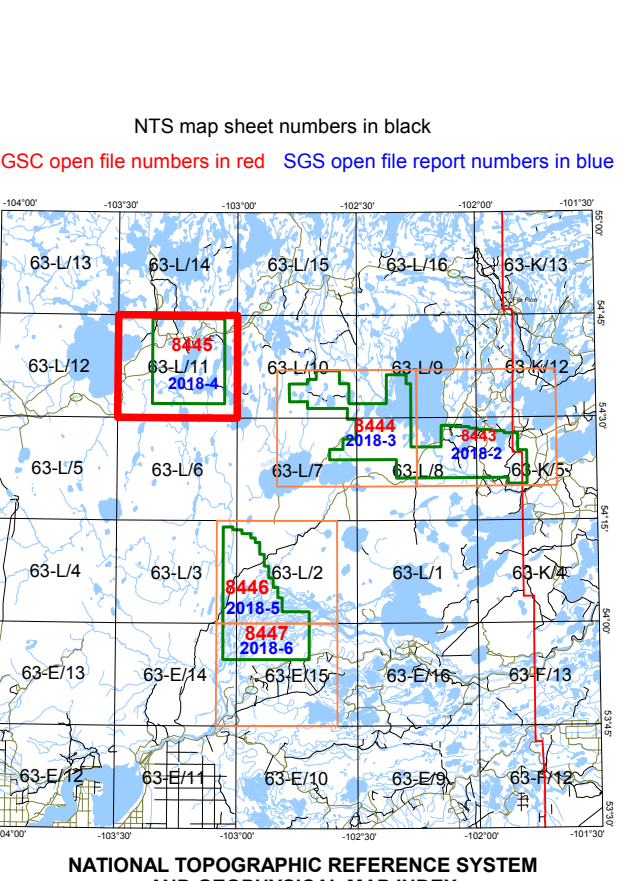 NTS map sheet numbers in black
GSC open file numbers in red SGS open file report numbers in blue
-104°00' -103°30' -103°00' -102°30' -102°00' -101°30'
55°00'
63-L/13 63-L/14 63-L/15 63-L/16 63-K/13
Flin Flon
54°45'
8445
63-L/12 63-L/11 63-L/10 63-L/9 63-K/12
2018-4
54°30'
8444 8443
2018-3 2018-2
63-L/5 63-L/6 63-L/7 63-L/8 63-K/5
54°15'
63-L/4 63-L/3 63-L/2 63-L/1 63-K/4
8446
2018-5
54°00'
8447
2018-6
63-E/13 63-E/14 63-E/15 63-E/16 63-F/13
53°45'
63-E/12 63-E/11 63-E/10 63-E/9 63-F/12
53°30'
04°00' -103°30' -103°00' -102°30' -102°00' -101°30'
NATIONAL TOPOGRAPHIC REFERENCE SYSTEM
AND GEOPHYSICAL MAP INDEX